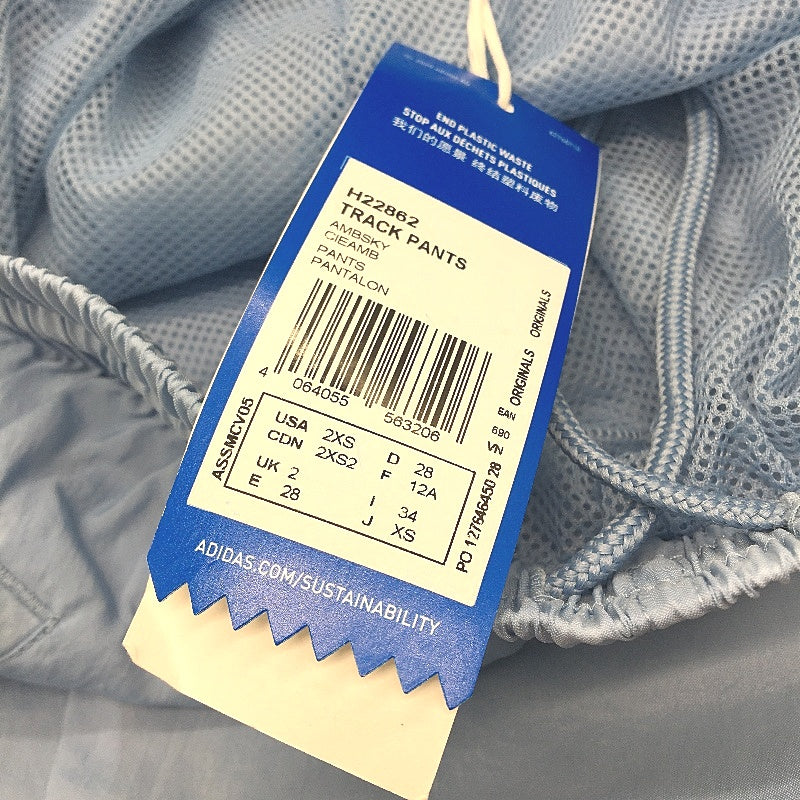 END PLASTIC WASTE
STOP AUX DÉCHETS PLASTIQUES
我们的愿景 终结塑料废物
H22862
TRACK PANTS
AMBSKY
CIEAMB
PANTS
PANTALON
ORIGINALS
ORIGINALS
4 064055 563206
EAN
690
VN
ASSMCV05
USA 2XS D 28
CDN 2XS2 F 12A
UK 2 I 34
E 28 J XS
PO 127646450 28
ADIDAS.COM/SUSTAINABILITY